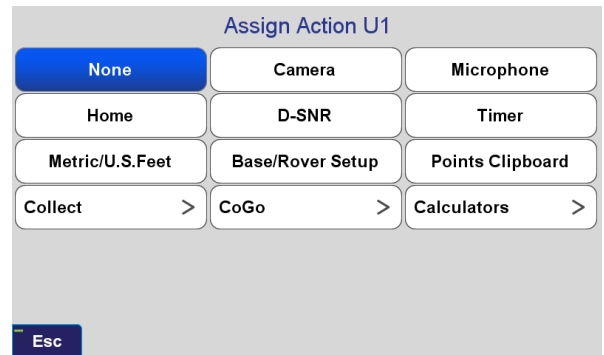 Assign Action U1
None
Camera
Microphone
Home
D-SNR
Timer
Metric/U.S.Feet
Base/Rover Setup
Points Clipboard
Collect >
CoGo >
Calculators >
Esc